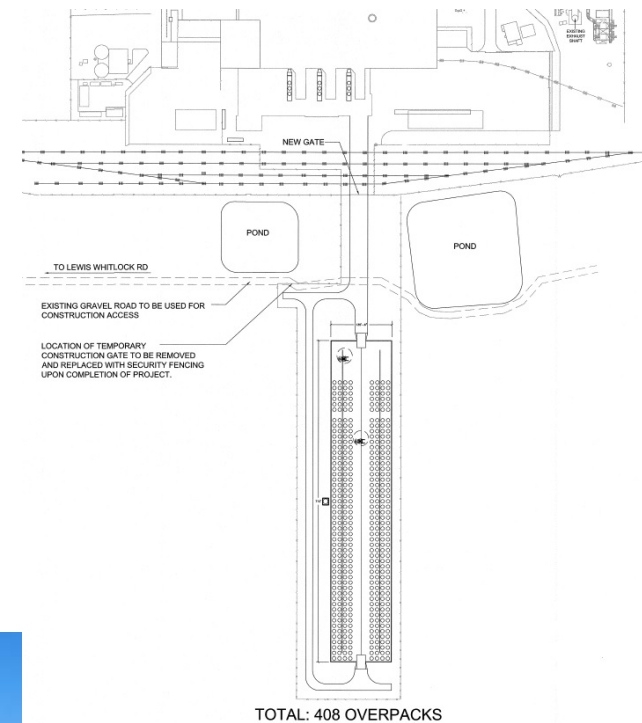 EXISTING
EXHAUST
SHAFT
NEW GATE
POND
POND
TO LEWIS WHITLOCK RD
EXISTING GRAVEL ROAD TO BE USED FOR
CONSTRUCTION ACCESS
LOCATION OF TEMPORARY
CONSTRUCTION GATE TO BE REMOVED
AND REPLACED WITH SECURITY FENCING
UPON COMPLETION OF PROJECT.
TOTAL: 408 OVERPACKS